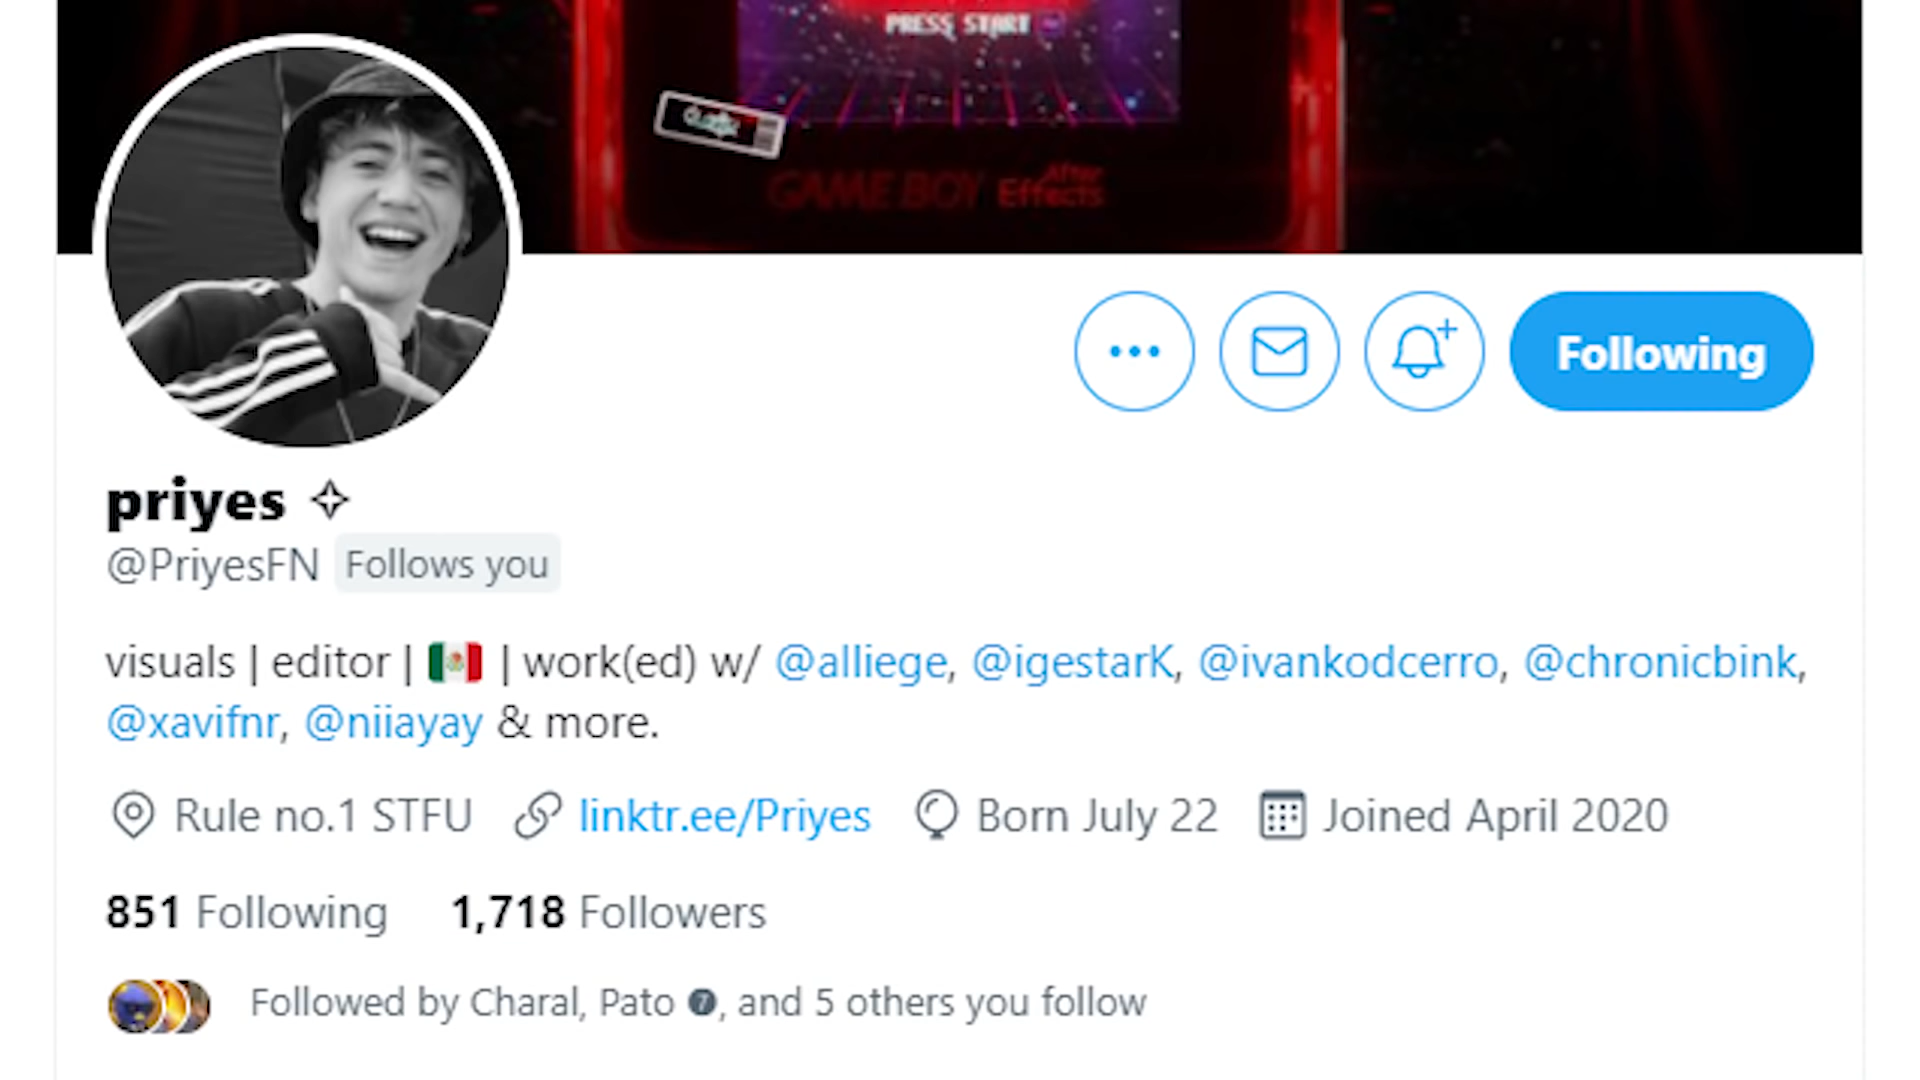 PRESS START
GAME BOY After Effects
Following
priyes ✧
@PriyesFN Follows you
visuals | editor | 🇲🇽 | work(ed) w/ @alliege, @igestarK, @ivankodcerro, @chronicbink,
@xavifnr, @niiayay & more.
Rule no.1 STFU linktr.ee/Priyes Born July 22 Joined April 2020
851 Following 1,718 Followers
Followed by Charal, Pato 7, and 5 others you follow